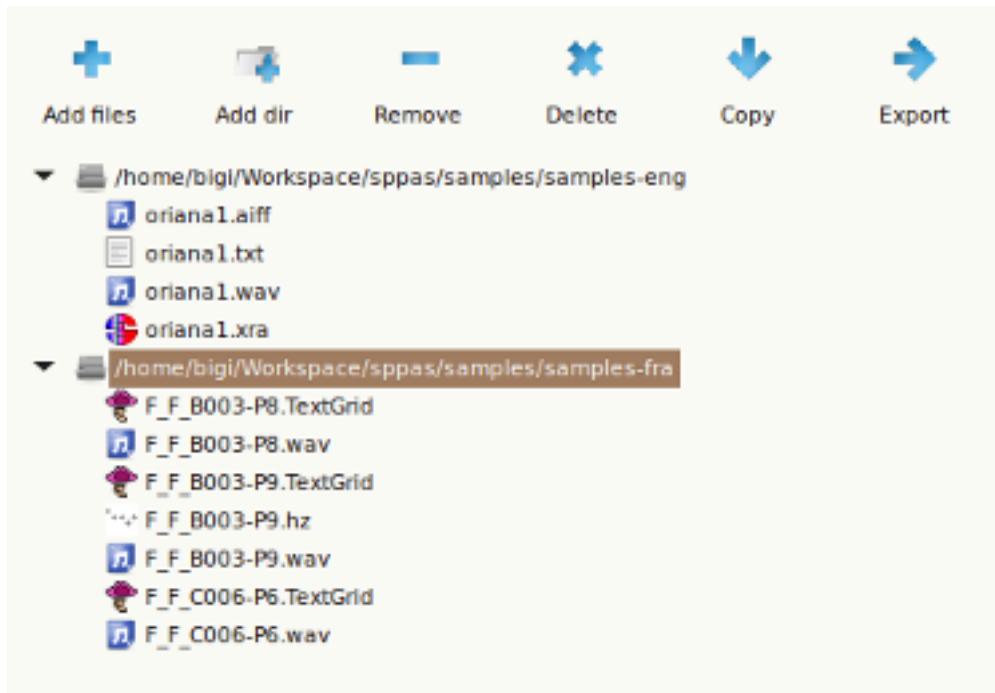 Add files Add dir Remove Delete Copy Export
/home/bigi/Workspace/sppas/samples/samples-eng
oriana1.aiff
oriana1.txt
oriana1.wav
oriana1.xra
/home/bigi/Workspace/sppas/samples/samples-fra
F_F_B003-P8.TextGrid
F_F_B003-P8.wav
F_F_B003-P9.TextGrid
F_F_B003-P9.hz
F_F_B003-P9.wav
F_F_C006-P6.TextGrid
F_F_C006-P6.wav